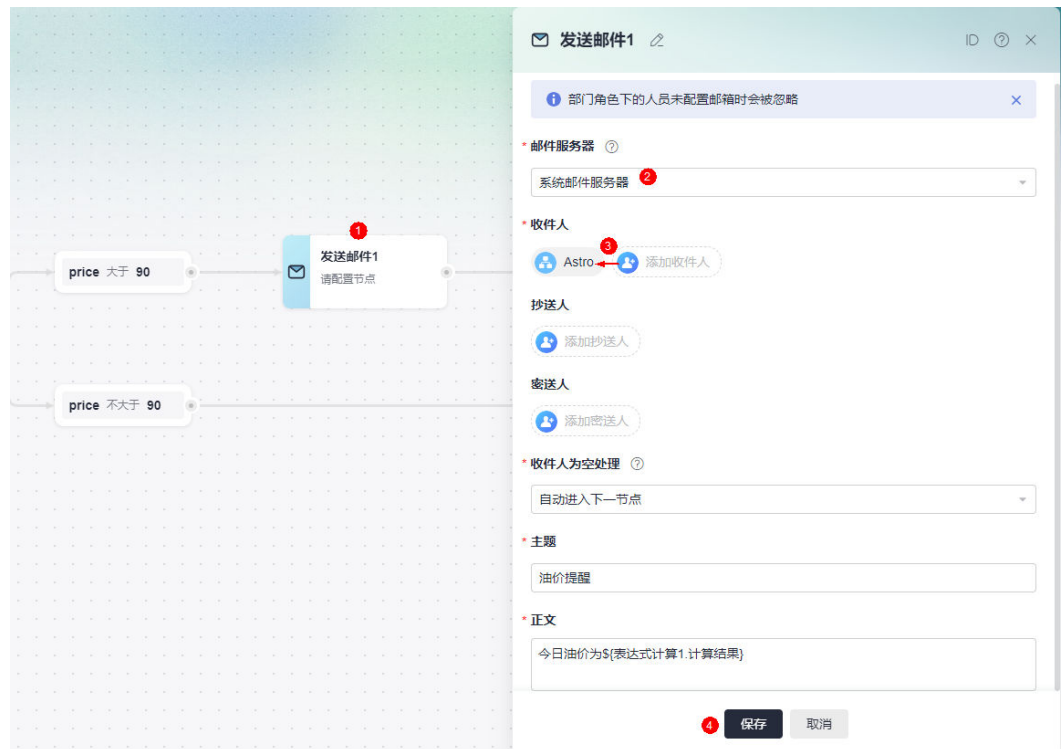 price 大于 90
1
发送邮件1
请配置节点
price 不大于 90
发送邮件1
ID
部门角色下的人员未配置邮箱时会被忽略
* 邮件服务器
系统邮件服务器 2
* 收件人
3
Astro 添加收件人
抄送人
添加抄送人
密送人
添加密送人
* 收件人为空处理
自动进入下一节点
* 主题
油价提醒
* 正文
今日油价为${表达式计算1.计算结果}
4 保存 取消